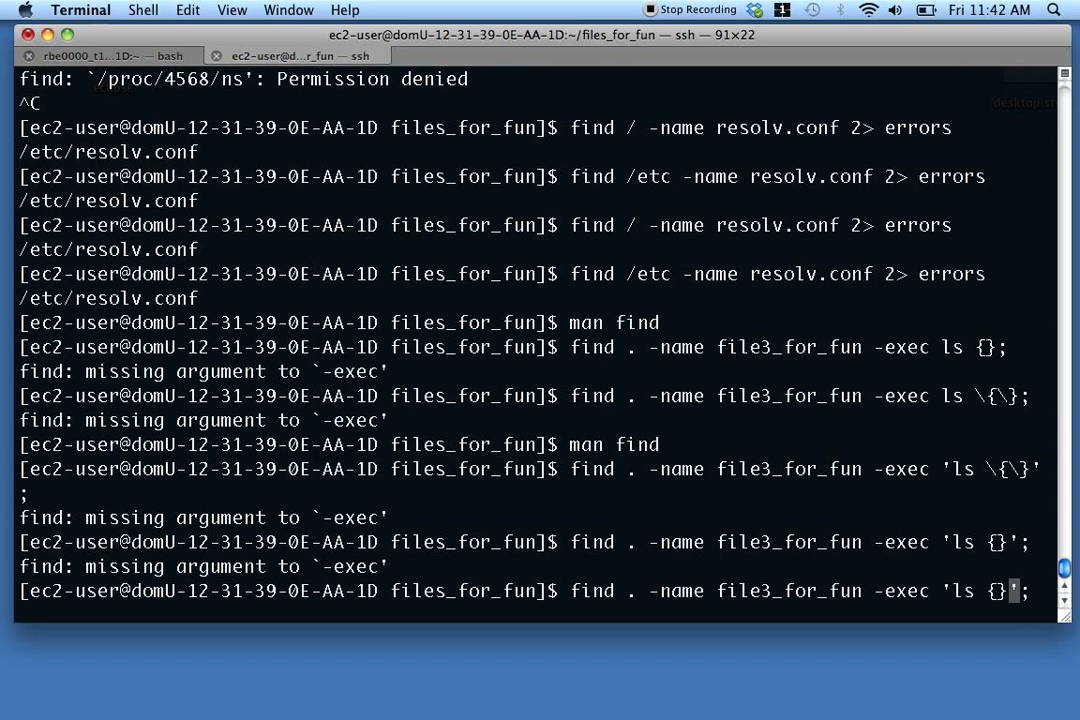 Terminal Shell Edit View Window Help Stop Recording 1 Fri 11:42 AM
ec2-user@domU-12-31-39-0E-AA-1D:~/files_for_fun — ssh — 91×22
rbe0000_t1...1D:~ — bash ec2-user@d...r_fun — ssh
find: `/proc/4568/ns': Permission denied
^C
[ec2-user@domU-12-31-39-0E-AA-1D files_for_fun]$ find / -name resolv.conf 2> errors
/etc/resolv.conf
[ec2-user@domU-12-31-39-0E-AA-1D files_for_fun]$ find /etc -name resolv.conf 2> errors
/etc/resolv.conf
[ec2-user@domU-12-31-39-0E-AA-1D files_for_fun]$ find / -name resolv.conf 2> errors
/etc/resolv.conf
[ec2-user@domU-12-31-39-0E-AA-1D files_for_fun]$ find /etc -name resolv.conf 2> errors
/etc/resolv.conf
[ec2-user@domU-12-31-39-0E-AA-1D files_for_fun]$ man find
[ec2-user@domU-12-31-39-0E-AA-1D files_for_fun]$ find . -name file3_for_fun -exec ls {};
find: missing argument to `-exec'
[ec2-user@domU-12-31-39-0E-AA-1D files_for_fun]$ find . -name file3_for_fun -exec ls \{\};
find: missing argument to `-exec'
[ec2-user@domU-12-31-39-0E-AA-1D files_for_fun]$ man find
[ec2-user@domU-12-31-39-0E-AA-1D files_for_fun]$ find . -name file3_for_fun -exec 'ls \{\}'
;
find: missing argument to `-exec'
[ec2-user@domU-12-31-39-0E-AA-1D files_for_fun]$ find . -name file3_for_fun -exec 'ls {}';
find: missing argument to `-exec'
[ec2-user@domU-12-31-39-0E-AA-1D files_for_fun]$ find . -name file3_for_fun -exec 'ls {}';